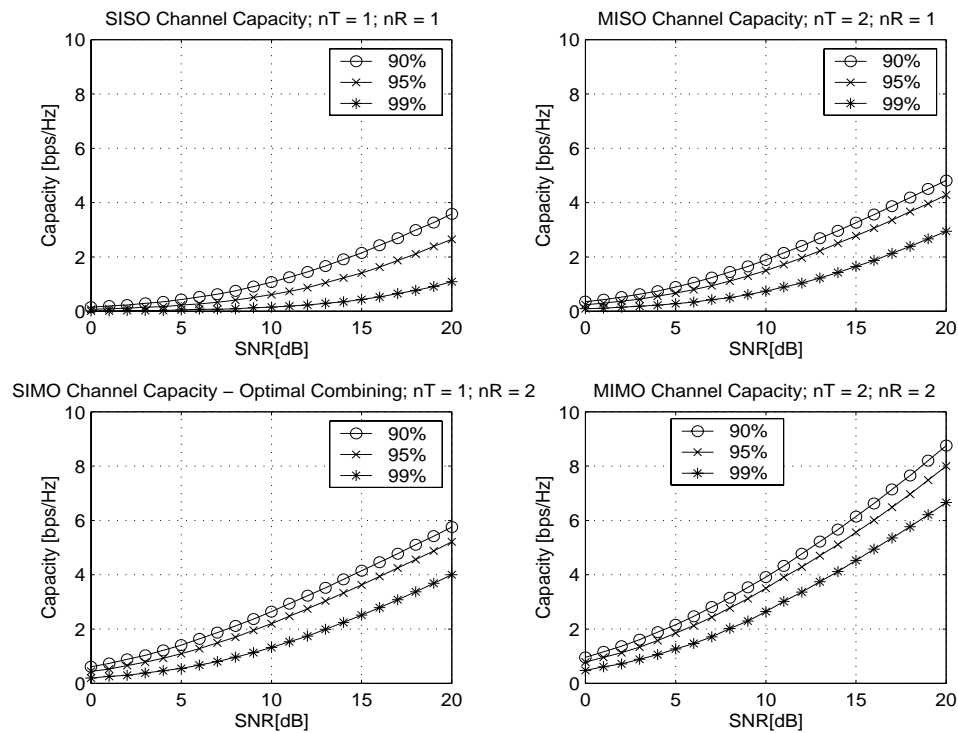 SISO Channel Capacity; nT = 1; nR = 1
10
8
6
4
2
0
Capacity [bps/Hz]
90%
95%
99%
0 5 10 15 20
SNR[dB]
MISO Channel Capacity; nT = 2; nR = 1
10
8
6
4
2
0
Capacity [bps/Hz]
90%
95%
99%
0 5 10 15 20
SNR[dB]
SIMO Channel Capacity – Optimal Combining; nT = 1; nR = 2
10
8
6
4
2
0
Capacity [bps/Hz]
90%
95%
99%
0 5 10 15 20
SNR[dB]
MIMO Channel Capacity; nT = 2; nR = 2
10
8
6
4
2
0
Capacity [bps/Hz]
90%
95%
99%
0 5 10 15 20
SNR[dB]